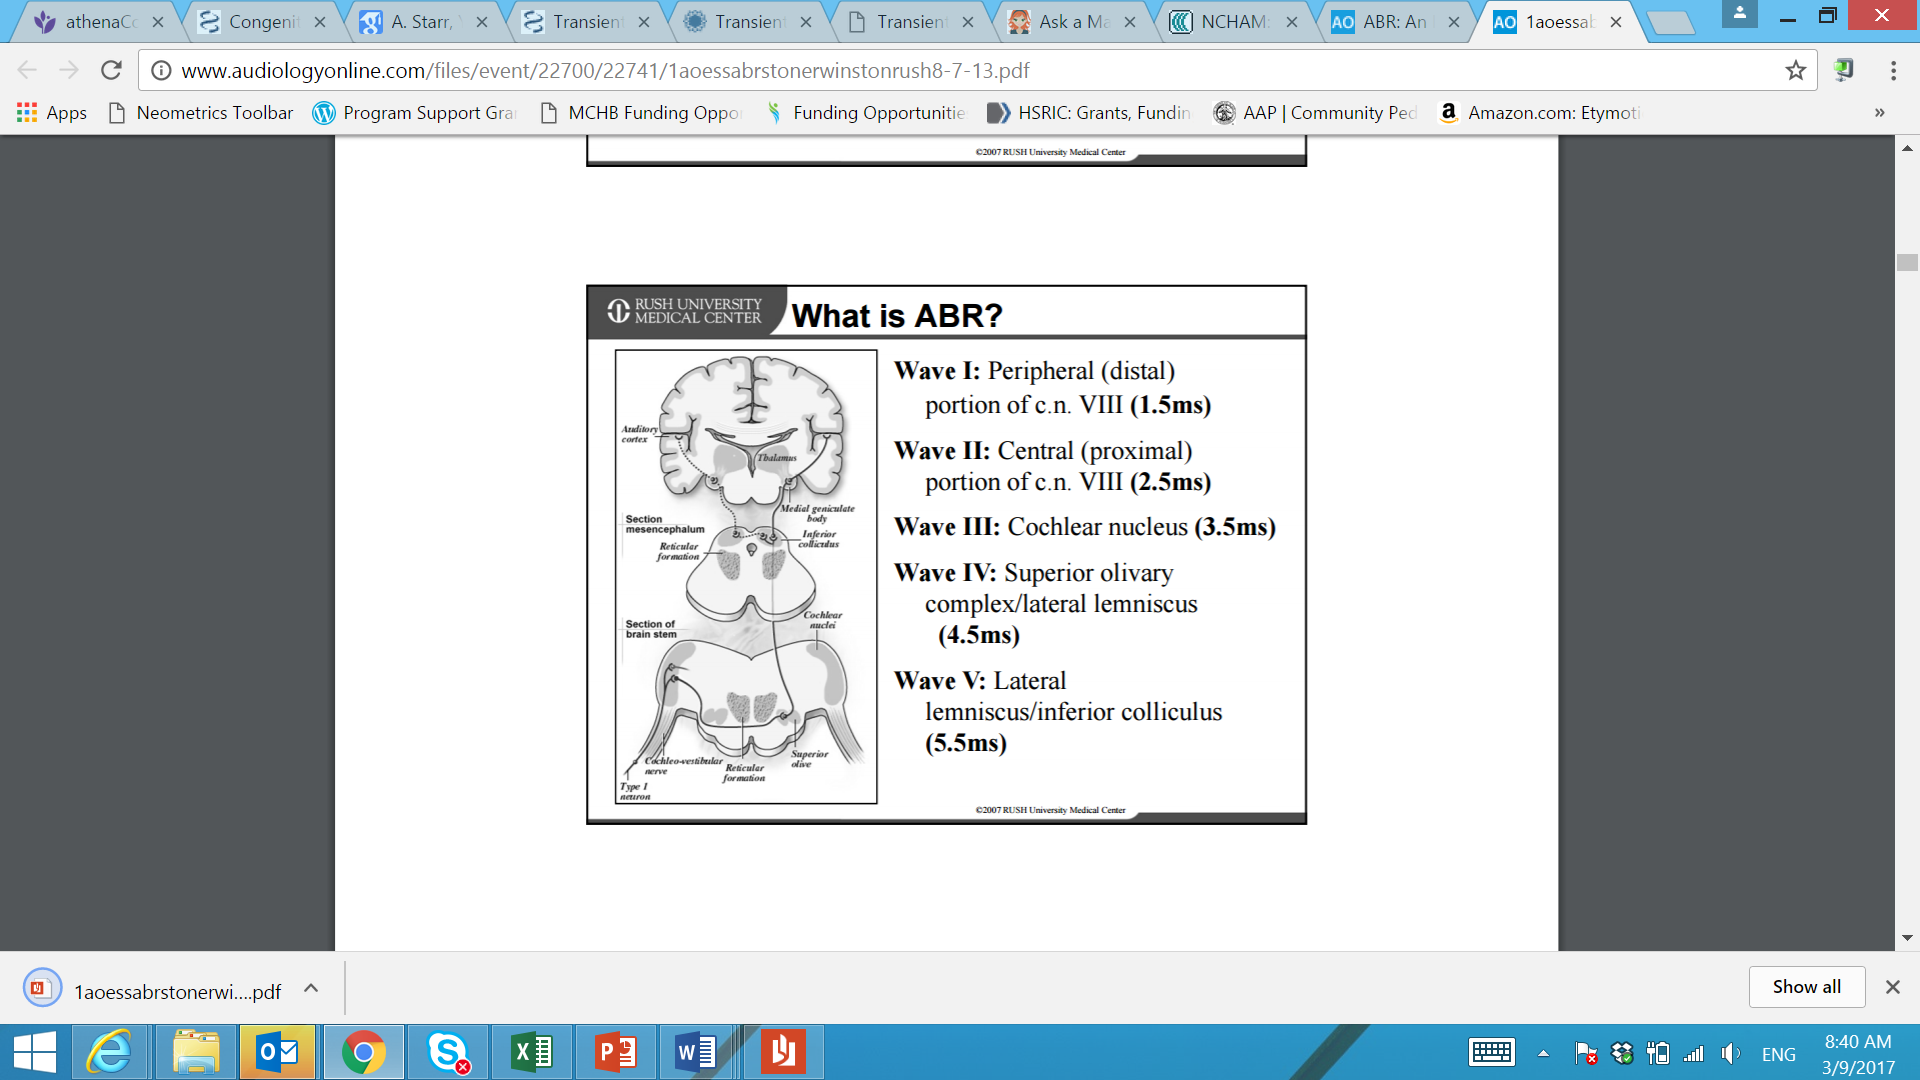 athenaCo
Congenit
A. Starr,
Transient
Transient
Transient
Ask a Ma
NCHAM:
AO ABR: An
AO 1aoessab
www.audiologyonline.com/files/event/22700/22741/1aoessabrstonerwinstonrush8-7-13.pdf
Apps
Neometrics Toolbar
Program Support Gra
MCHB Funding Oppo
Funding Opportunitie
HSRIC: Grants, Fundin
AAP | Community Ped
Amazon.com: Etymoti
»
©2007 RUSH University Medical Center
RUSH UNIVERSITY
MEDICAL CENTER
What is ABR?
Auditory
cortex
Thalamus
Medial geniculate
body
Section
mesencephalum
Inferior
colliculus
Reticular
formation
Cochlear
nuclei
Section of
brain stem
Superior
olive
Cochleo-vestibular
nerve
Reticular
formation
Type I
neuron
Wave I: Peripheral (distal)
portion of c.n. VIII (1.5ms)
Wave II: Central (proximal)
portion of c.n. VIII (2.5ms)
Wave III: Cochlear nucleus (3.5ms)
Wave IV: Superior olivary
complex/lateral lemniscus
(4.5ms)
Wave V: Lateral
lemniscus/inferior colliculus
(5.5ms)
©2007 RUSH University Medical Center
1aoessabrstonerwi....pdf
Show all
ENG
8:40 AM
3/9/2017